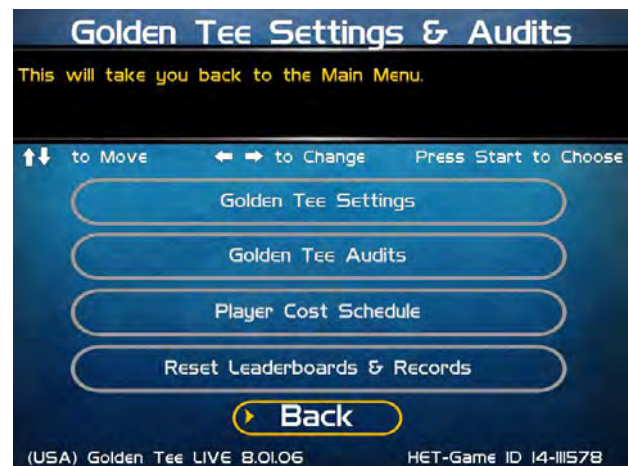 Golden Tee Settings & Audits
This will take you back to the Main Menu.
to Move to Change Press Start to Choose
Golden Tee Settings
Golden Tee Audits
Player Cost Schedule
Reset Leaderboards & Records
Back
(USA) Golden Tee LIVE 8.01.06 HET-Game ID 14-111578